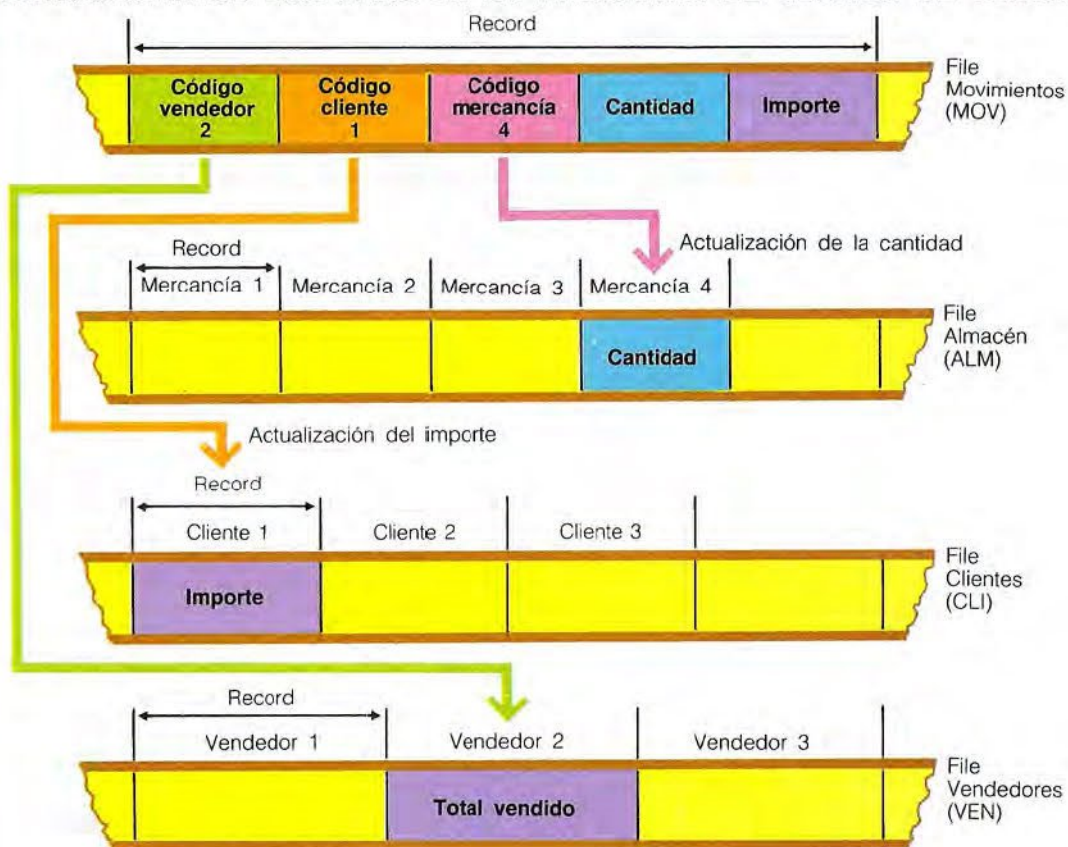 Record
Código vendedor 2
Código cliente 1
Código mercancía 4
Cantidad
Importe
File Movimientos (MOV)
Actualización de la cantidad
Record
Mercancía 1
Mercancía 2
Mercancía 3
Mercancía 4
Cantidad
File Almacén (ALM)
Actualización del importe
Record
Cliente 1
Cliente 2
Cliente 3
Importe
File Clientes (CLI)
Record
Vendedor 1
Vendedor 2
Vendedor 3
Total vendido
File Vendedores (VEN)